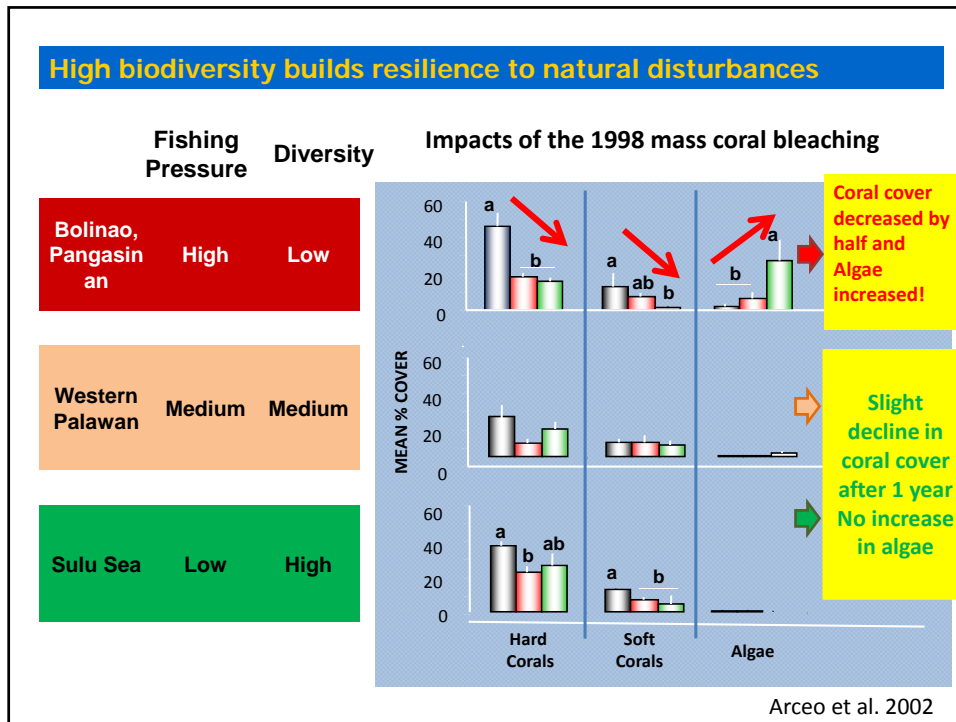 High biodiversity builds resilience to natural disturbances
Fishing
Pressure
Diversity
Impacts of the 1998 mass coral bleaching
Bolinao,
Pangasin
an
High
Low
Western
Palawan
Medium
Medium
Sulu Sea
Low
High
MEAN % COVER
60
40
20
0
a
b
a
ab
b
b
a
60
40
20
0
60
40
20
0
a
b
ab
a
b
Hard
Corals
Soft
Corals
Algae
Coral cover
decreased by
half and
Algae
increased!
Slight
decline in
coral cover
after 1 year
No increase
in algae
Arceo et al. 2002